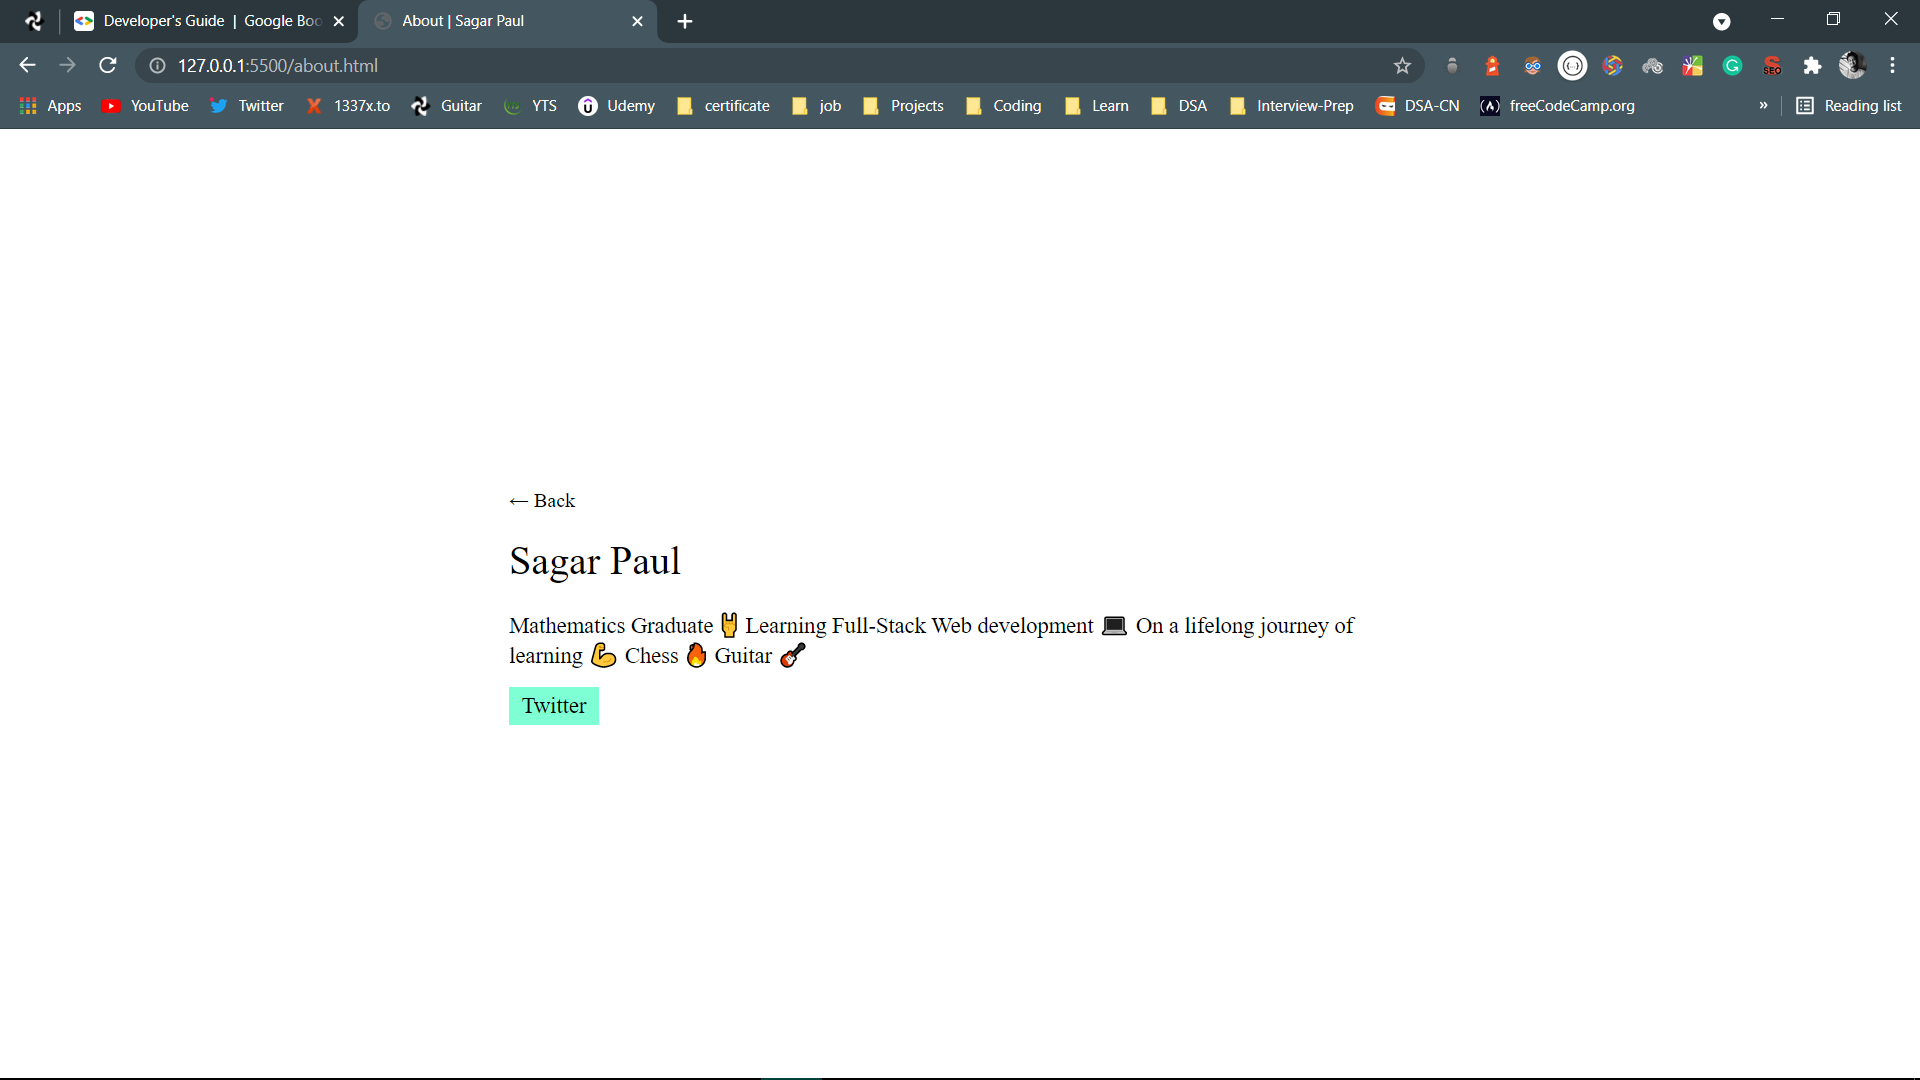 Developer's Guide | Google Boo
About | Sagar Paul
127.0.0.1:5500/about.html
Apps YouTube Twitter 1337x.to Guitar YTS Udemy certificate job Projects Coding Learn DSA Interview-Prep DSA-CN freeCodeCamp.org » Reading list
← Back
Sagar Paul
Mathematics Graduate 🤘 Learning Full-Stack Web development 💻 On a lifelong journey of
learning 💪 Chess 🔥 Guitar 🎸
Twitter